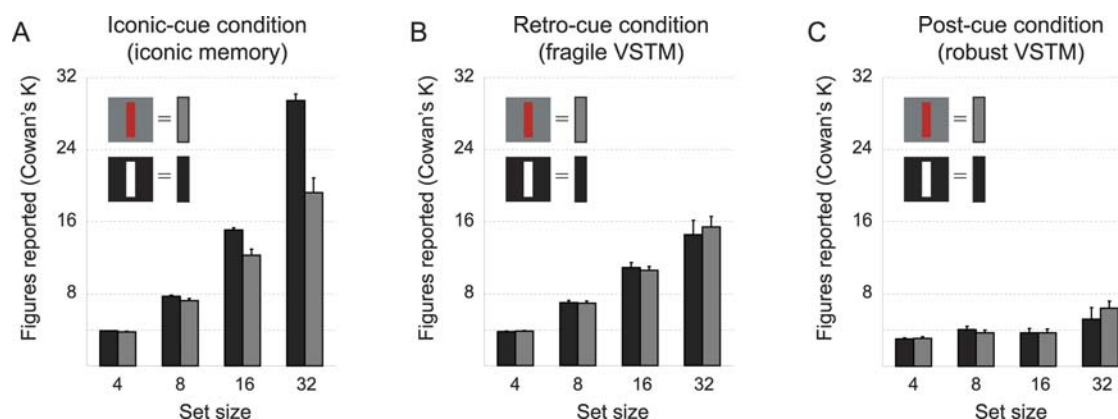 A
Iconic-cue condition
(iconic memory)
Figures reported (Cowan's K)
32
24
16
8
=
=
4 8 16 32
Set size
B
Retro-cue condition
(fragile VSTM)
Figures reported (Cowan's K)
32
24
16
8
=
=
4 8 16 32
Set size
C
Post-cue condition
(robust VSTM)
Figures reported (Cowan's K)
32
24
16
8
=
=
4 8 16 32
Set size